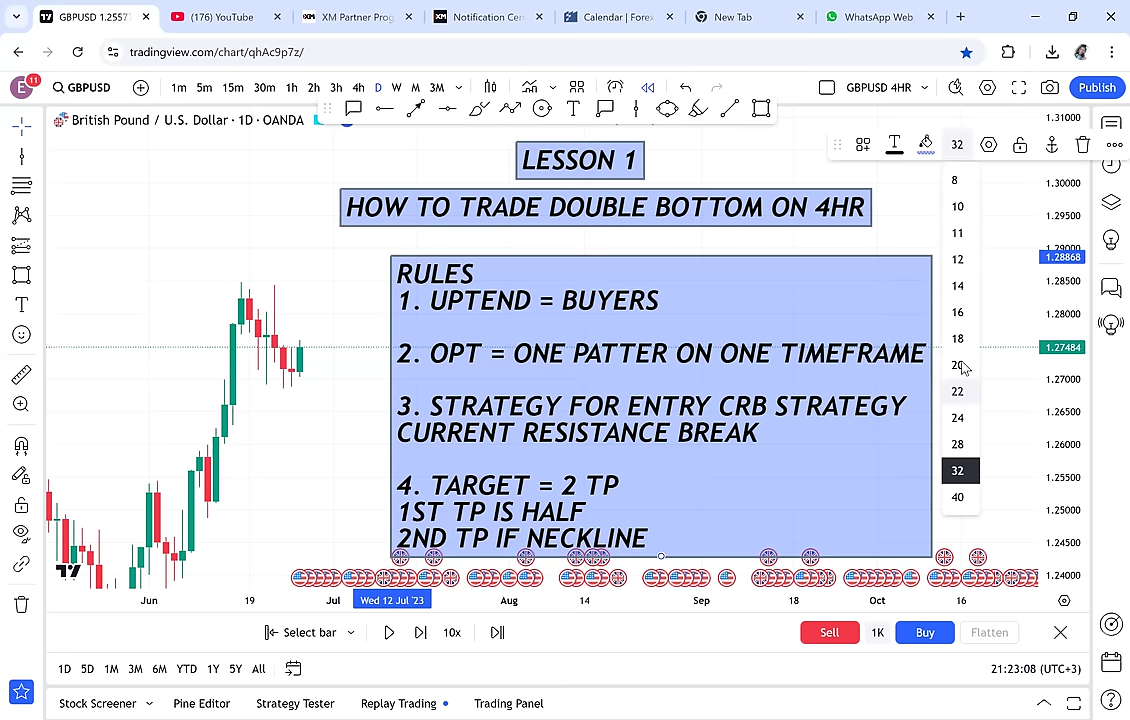 GBPUSD 1.2557
(176) YouTube
XM Partner Prog
Notification Cen
Calendar | Forex
New Tab
WhatsApp Web
tradingview.com/chart/qhAc9p7z/
E
11
GBPUSD
1m 5m 15m 30m 1h 2h 3h 4h D W M 3M
GBPUSD 4HR
Publish
British Pound / U.S. Dollar · 1D · OANDA
LESSON 1
HOW TO TRADE DOUBLE BOTTOM ON 4HR
RULES
1. UPTEND = BUYERS
2. OPT = ONE PATTER ON ONE TIMEFRAME
3. STRATEGY FOR ENTRY CRB STRATEGY
CURRENT RESISTANCE BREAK
4. TARGET = 2 TP
1ST TP IS HALF
2ND TP IF NECKLINE
32
8
10
11
12
14
16
18
20
22
24
28
32
40
1.31000
1.30000
1.29500
1.29000
1.28868
1.28500
1.28000
1.27484
1.27000
1.26500
1.26000
1.25500
1.25000
1.24500
1.24000
Jun 19 Jul Wed 12 Jul '23 Aug 14 Sep 18 Oct 16
Select bar
10x
Sell 1K Buy Flatten
1D 5D 1M 3M 6M YTD 1Y 5Y All
21:23:08 (UTC+3)
Stock Screener
Pine Editor
Strategy Tester
Replay Trading
Trading Panel